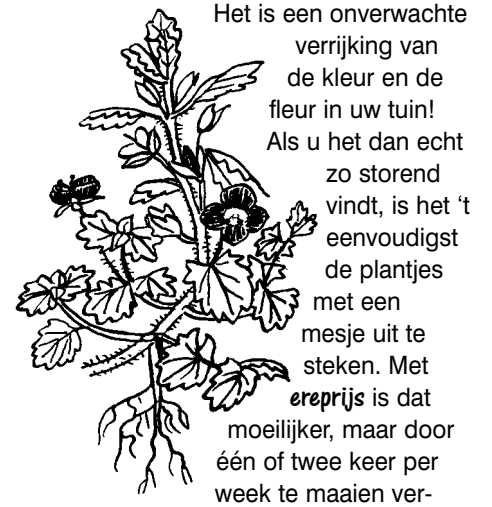 Het is een onverwachte
verrijking van
de kleur en de
fleur in uw tuin!
Als u het dan echt
zo storend
vindt, is het ‘t
eenvoudigst
de plantjes
met een
mesje uit te
steken. Met
ereprijs is dat
moeilijker, maar door
één of twee keer per
week te maaien ver-